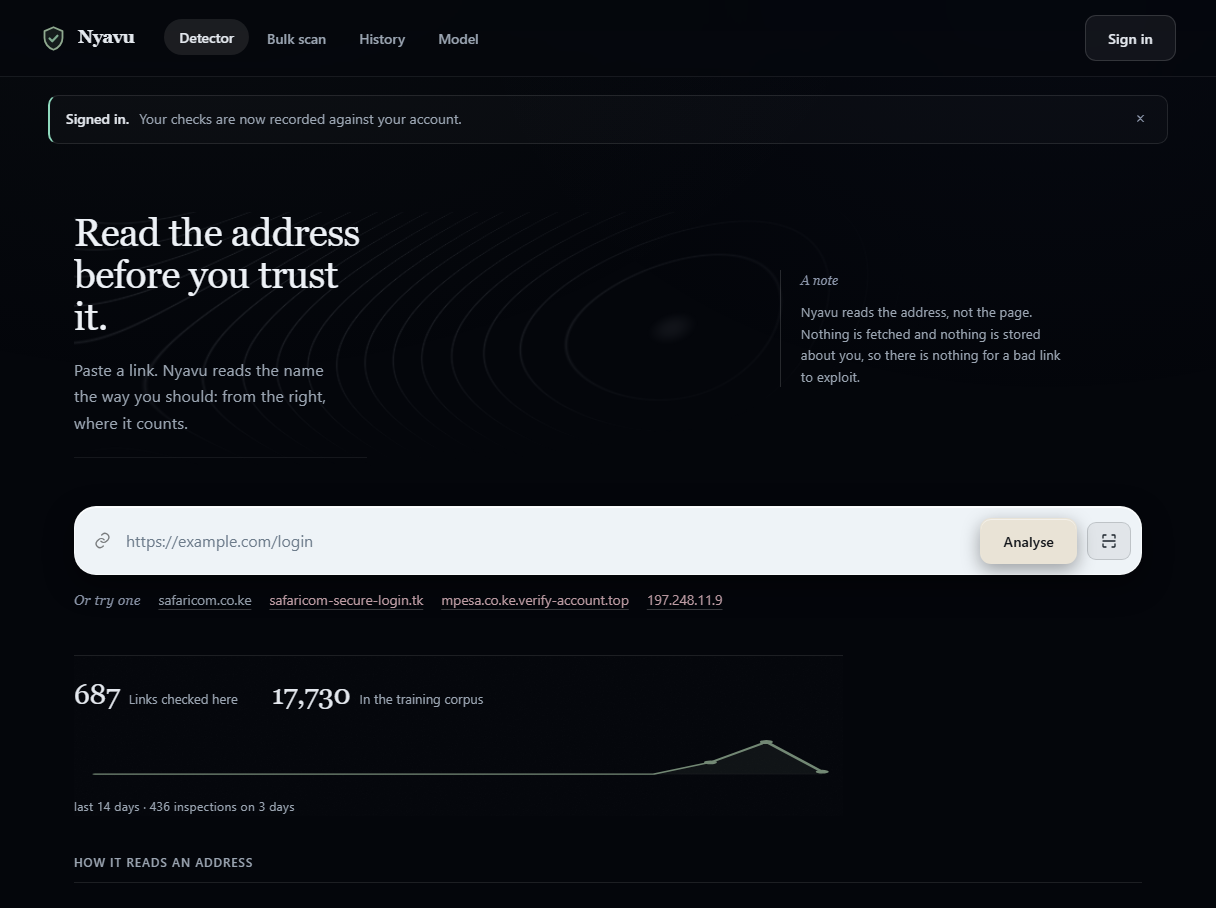 Nyavu
Detector
Bulk scan
History
Model
Sign in
Signed in. Your checks are now recorded against your account.
×
Read the address
before you trust
it.
Paste a link. Nyavu reads the name
the way you should: from the right,
where it counts.
A note
Nyavu reads the address, not the page.
Nothing is fetched and nothing is stored
about you, so there is nothing for a bad link
to exploit.
https://example.com/login
Analyse
Or try one safaricom.co.ke safaricom-secure-login.tk mpesa.co.ke.verify-account.top 197.248.11.9
687 Links checked here 17,730 In the training corpus
last 14 days · 436 inspections on 3 days
HOW IT READS AN ADDRESS